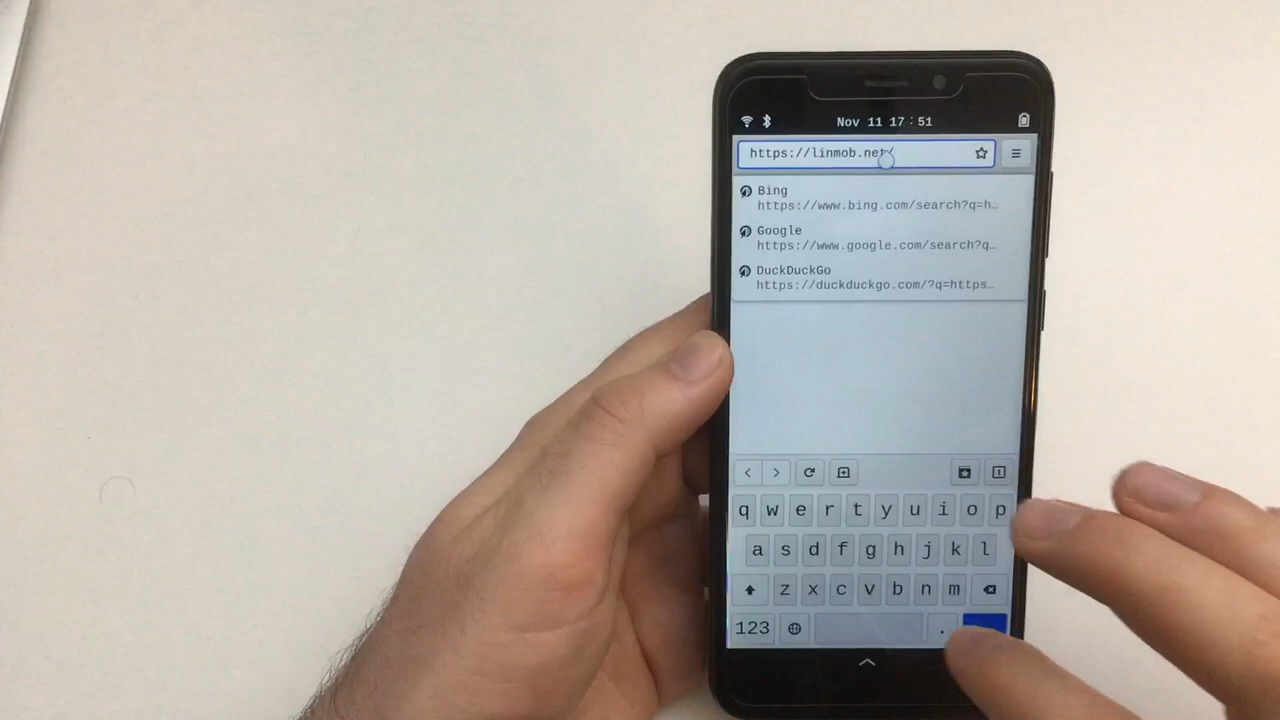 Nov 11 17:51
https://linmob.net/
Bing
https://www.bing.com/search?q=h…
Google
https://www.google.com/search?q…
DuckDuckGo
https://duckduckgo.com/?q=https…
q w e r t y u i o p
a s d f g h j k l
z x c v b n m
123 .